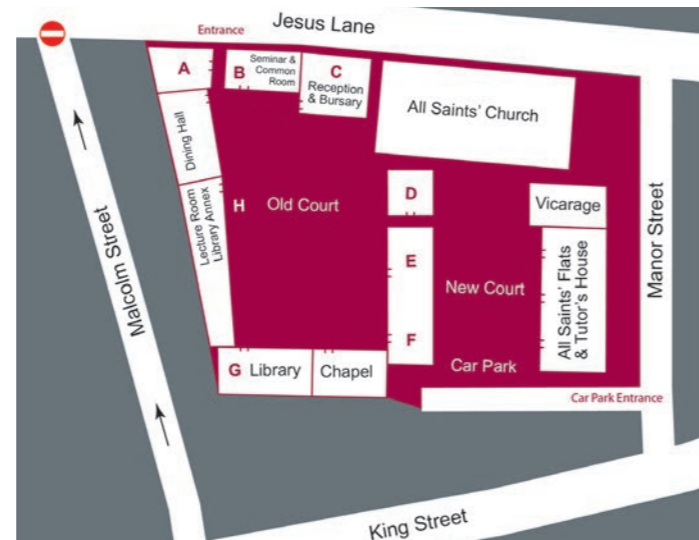 Jesus Lane
Entrance
A
B
Seminar &
Common
Room
C
Reception
& Bursary
All Saints' Church
Dining Hall
D
Vicarage
H
Old Court
Lecture Room
Library Annex
E
New Court
All Saints' Flats
& Tutor's House
Manor Street
Malcolm Street
F
Car Park
G Library
Chapel
Car Park Entrance
King Street